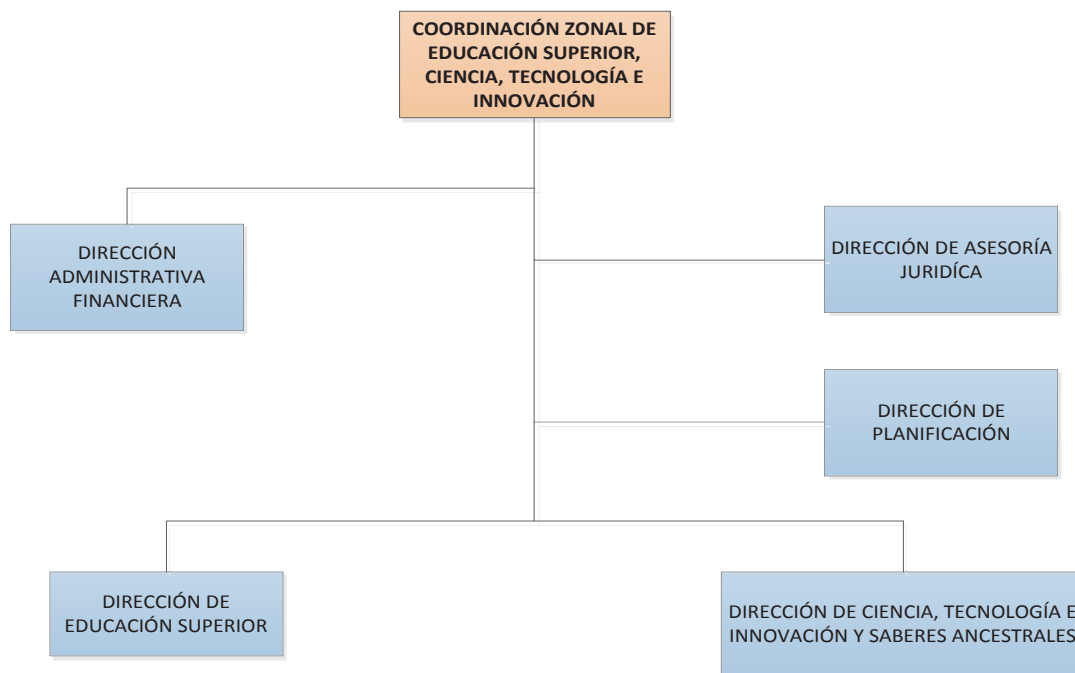 COORDINACIÓN ZONAL DE
EDUCACIÓN SUPERIOR,
CIENCIA, TECNOLOGÍA E
INNOVACIÓN
DIRECCIÓN
ADMINISTRATIVA
FINANCIERA
DIRECCIÓN DE ASESORÍA
JURIDÍCA
DIRECCIÓN DE
PLANIFICACIÓN
DIRECCIÓN DE
EDUCACIÓN SUPERIOR
DIRECCIÓN DE CIENCIA, TECNOLOGÍA E
INNOVACIÓN Y SABERES ANCESTRALES